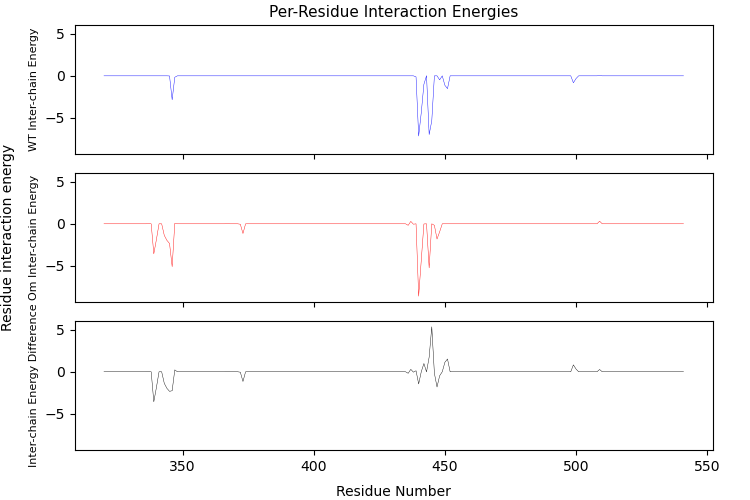 Per-Residue Interaction Energies
Residue interaction energy
WT Inter-chain Energy
5
0
−5
Om Inter-chain Energy
5
0
−5
Inter-chain Energy Difference
5
0
−5
350
400
450
500
550
Residue Number